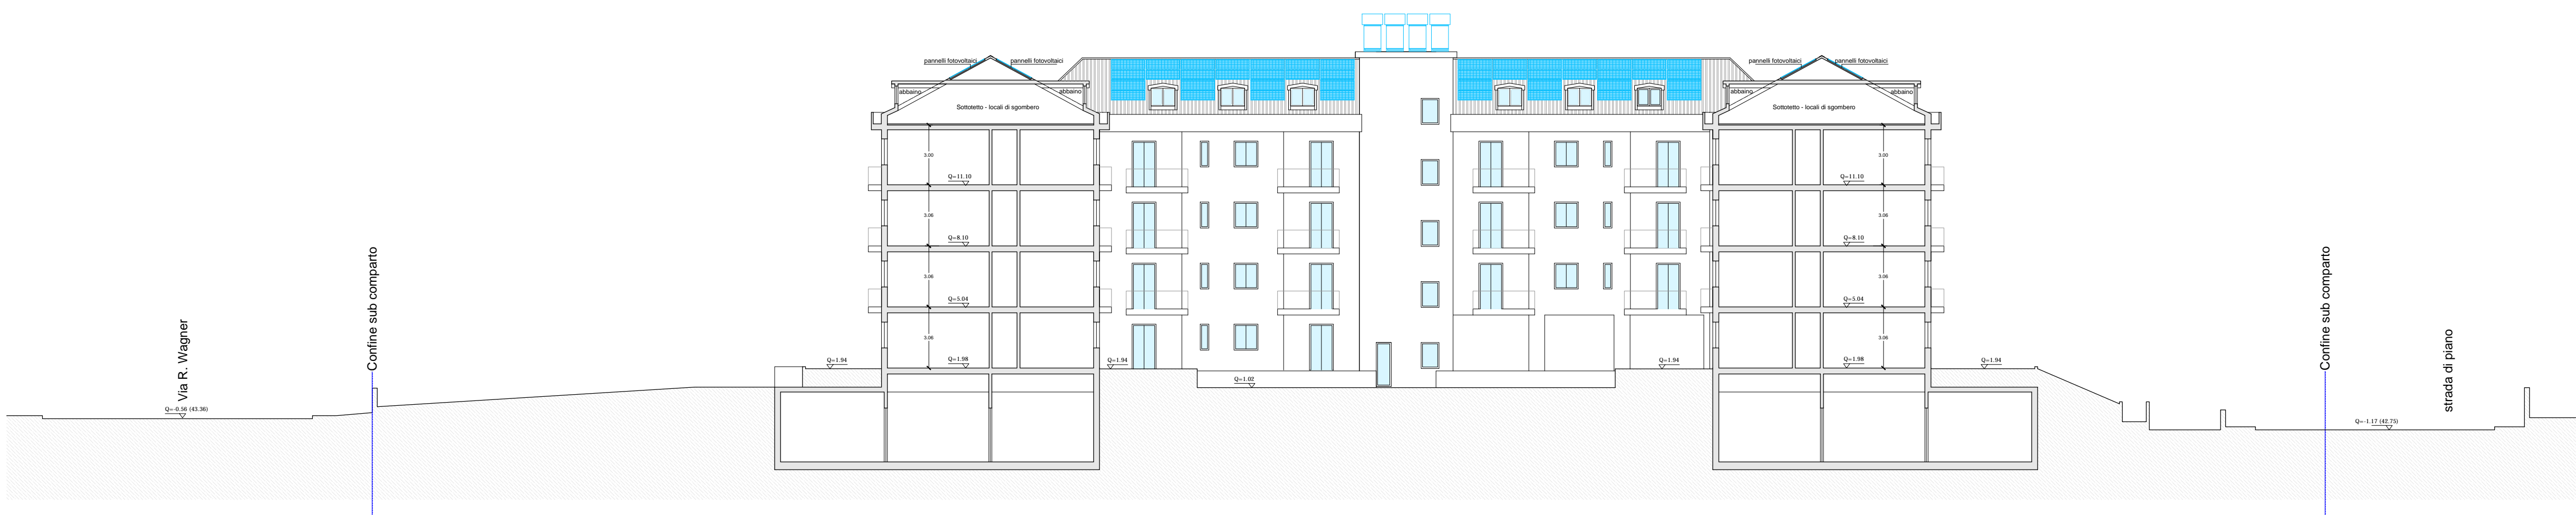 pannelli fotovoltaici
pannelli fotovoltaici
pannelli fotovoltaici
pannelli fotovoltaici
abbaino
abbaino
abbaino
abbaino
Sottotetto - locali di sgombero
Sottotetto - locali di sgombero
3.00
3.00
Q=11.10
Q=11.10
3.06
3.06
Q=8.10
Q=8.10
3.06
3.06
Q=5.04
Q=5.04
3.06
3.06
Q=1.94
Q=1.98
Q=1.94
Q=1.94
Q=1.98
Q=1.94
Q=1.02
Via R. Wagner
Confine sub comparto
Confine sub comparto
strada di piano
Q=-0.56 (43.36)
Q=-1.17 (42.75)